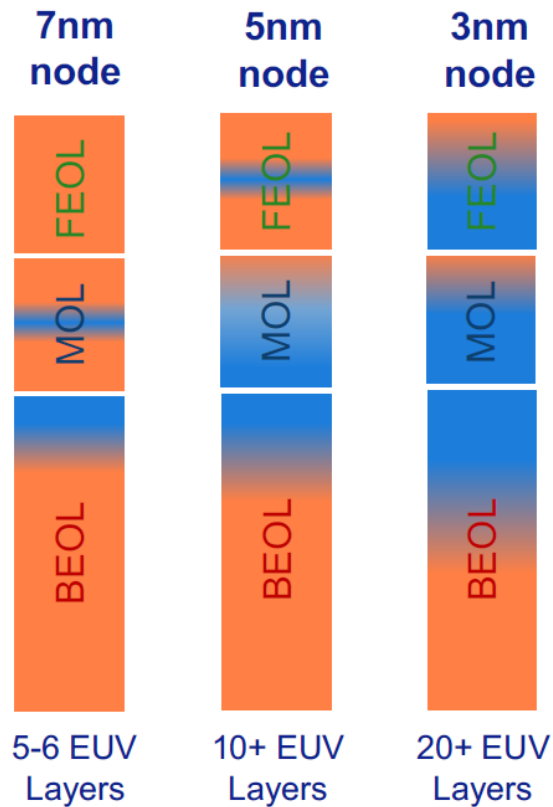 7nm
node
5nm
node
3nm
node
FEOL
FEOL
FEOL
MOL
MOL
MOL
BEOL
BEOL
BEOL
5-6 EUV
Layers
10+ EUV
Layers
20+ EUV
Layers